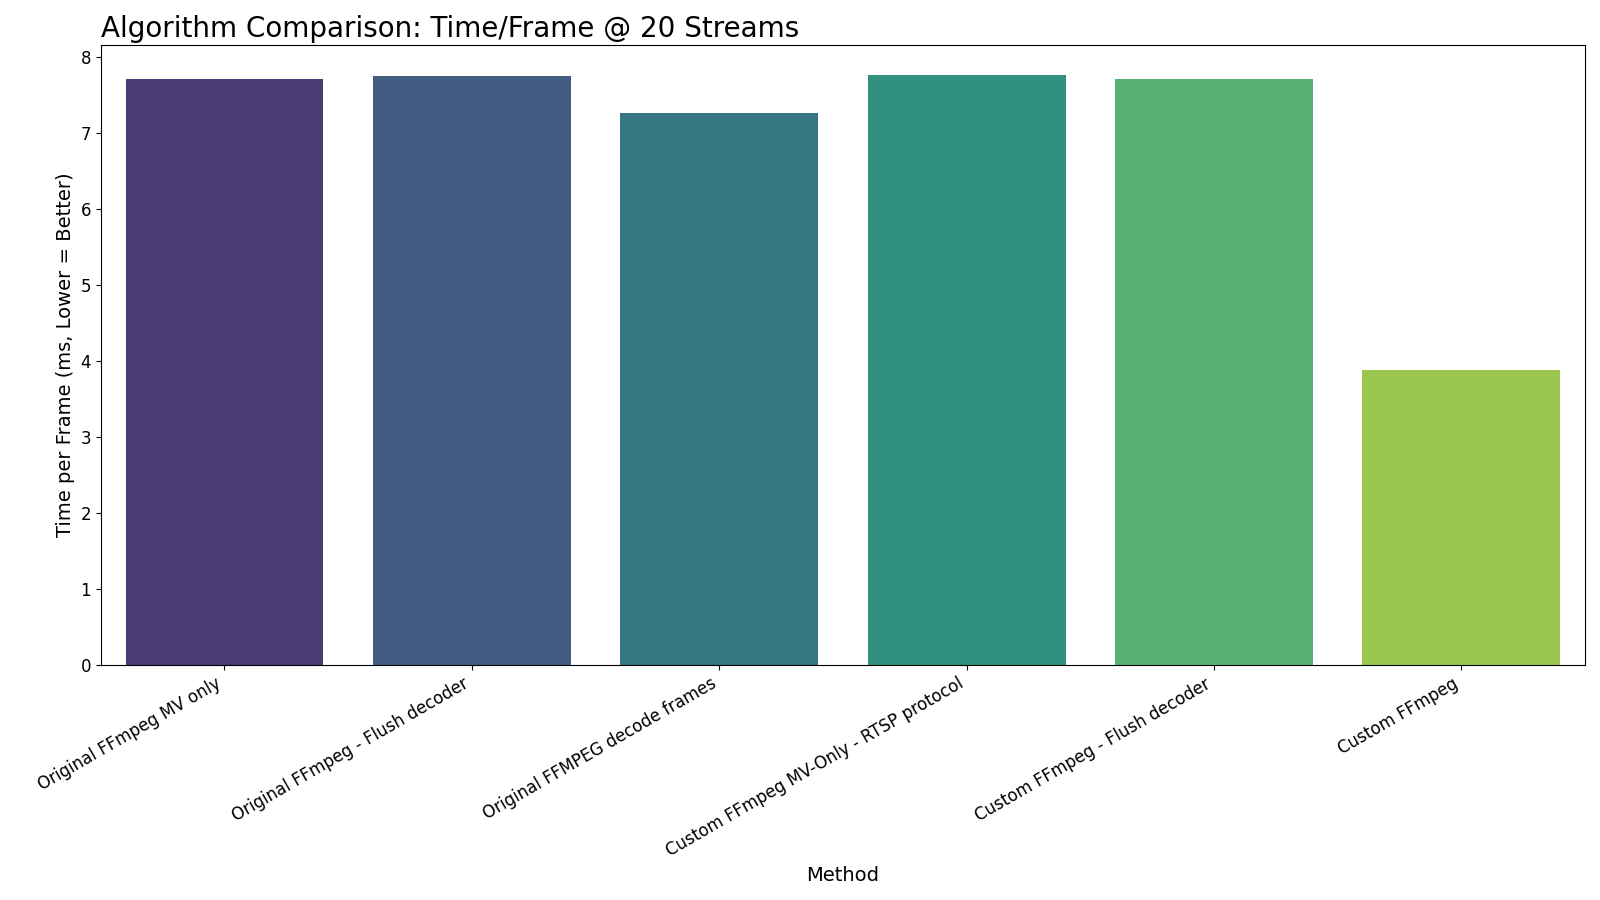 Algorithm Comparison: Time/Frame @ 20 Streams
Time per Frame (ms, Lower = Better)
8
7
6
5
4
3
2
1
0
Original FFmpeg MV only
Original FFmpeg - Flush decoder
Original FFMPEG decode frames
Custom FFmpeg MV-Only - RTSP protocol
Custom FFmpeg - Flush decoder
Custom FFmpeg
Method